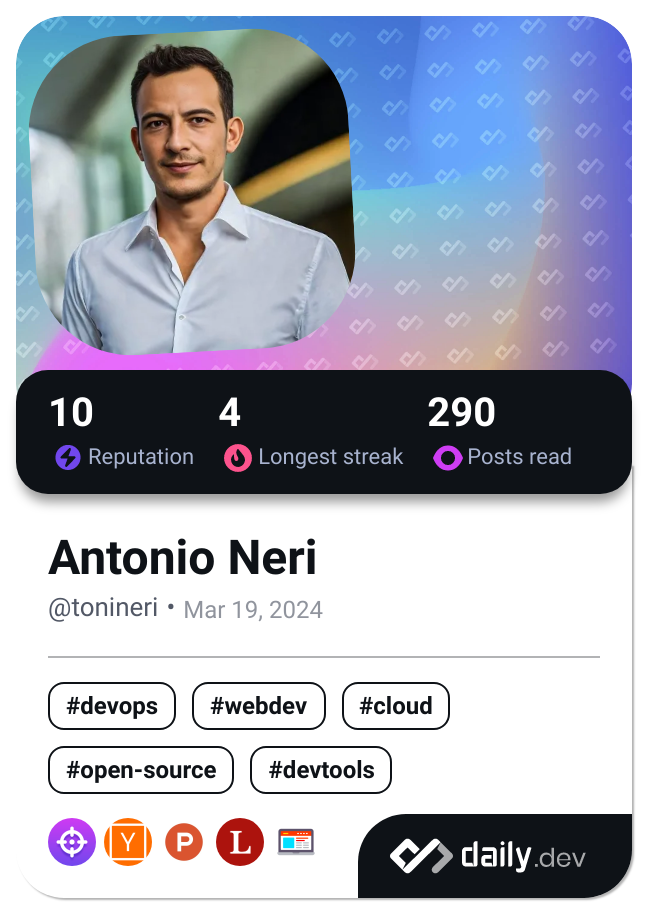 10 4 290
Reputation Longest streak Posts read
Antonio Neri
@tonineri • Mar 19, 2024
#devops #webdev #cloud
#open-source #devtools
Y P L
daily.dev